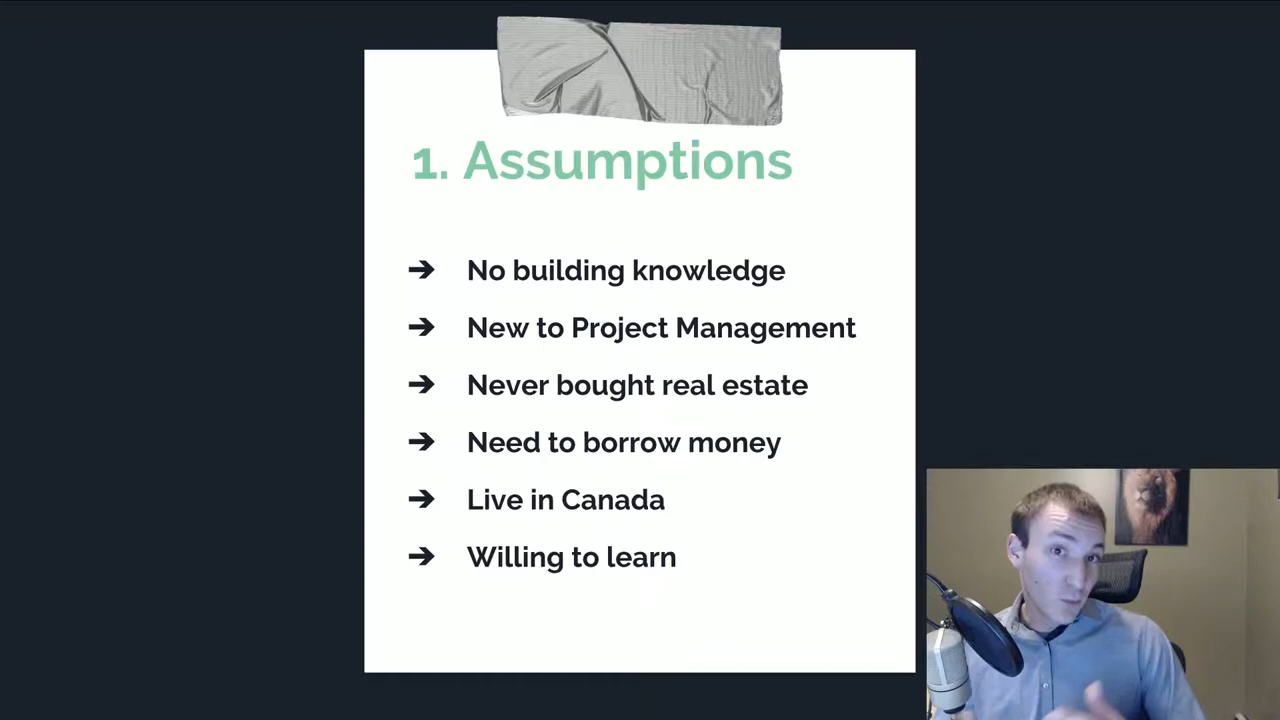 1. Assumptions
➔ No building knowledge
➔ New to Project Management
➔ Never bought real estate
➔ Need to borrow money
➔ Live in Canada
➔ Willing to learn